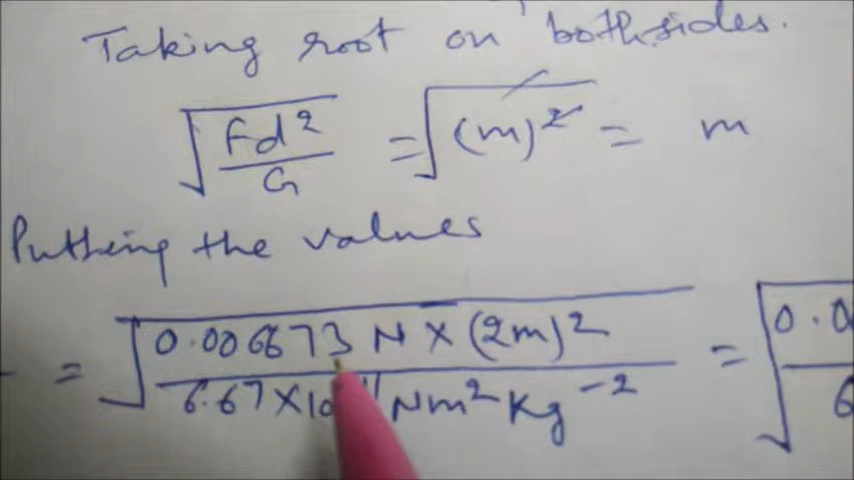 Taking root on both sides.
√(Fd²/G) = √(m)² = m
Putting the values
= √(0.006673 N × (2m)²/6.67×10⁻¹¹ Nm² Kg⁻²) = √0.0
6